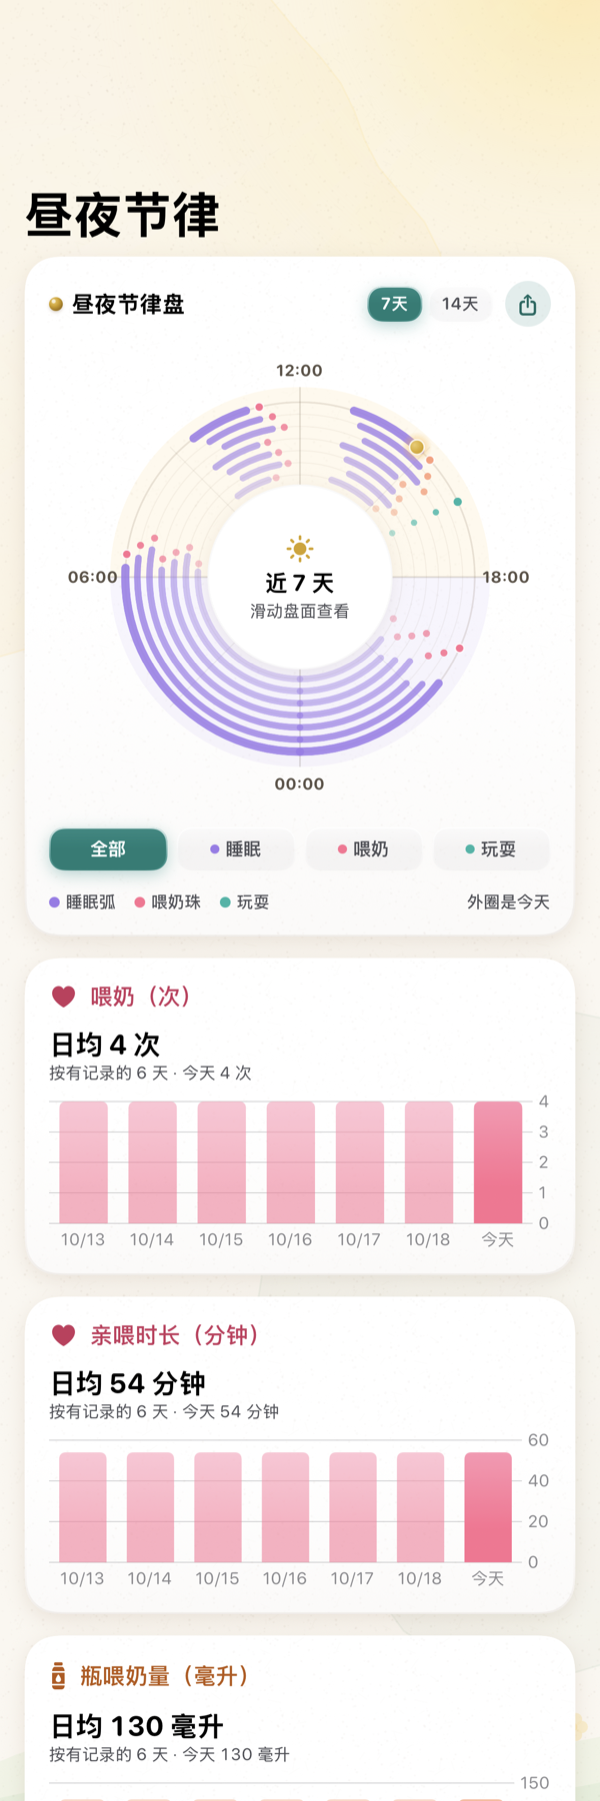 昼夜节律
昼夜节律盘
7天
14天
12:00
06:00
18:00
近 7 天
滑动盘面查看
00:00
全部
睡眠
喂奶
玩耍
睡眠弧
喂奶珠
玩耍
外圈是今天
喂奶（次）
日均 4 次
按有记录的 6 天 · 今天 4 次
4
3
2
1
0
10/13 10/14 10/15 10/16 10/17 10/18 今天
亲喂时长（分钟）
日均 54 分钟
按有记录的 6 天 · 今天 54 分钟
60
40
20
0
10/13 10/14 10/15 10/16 10/17 10/18 今天
瓶喂奶量（毫升）
日均 130 毫升
按有记录的 6 天 · 今天 130 毫升
150